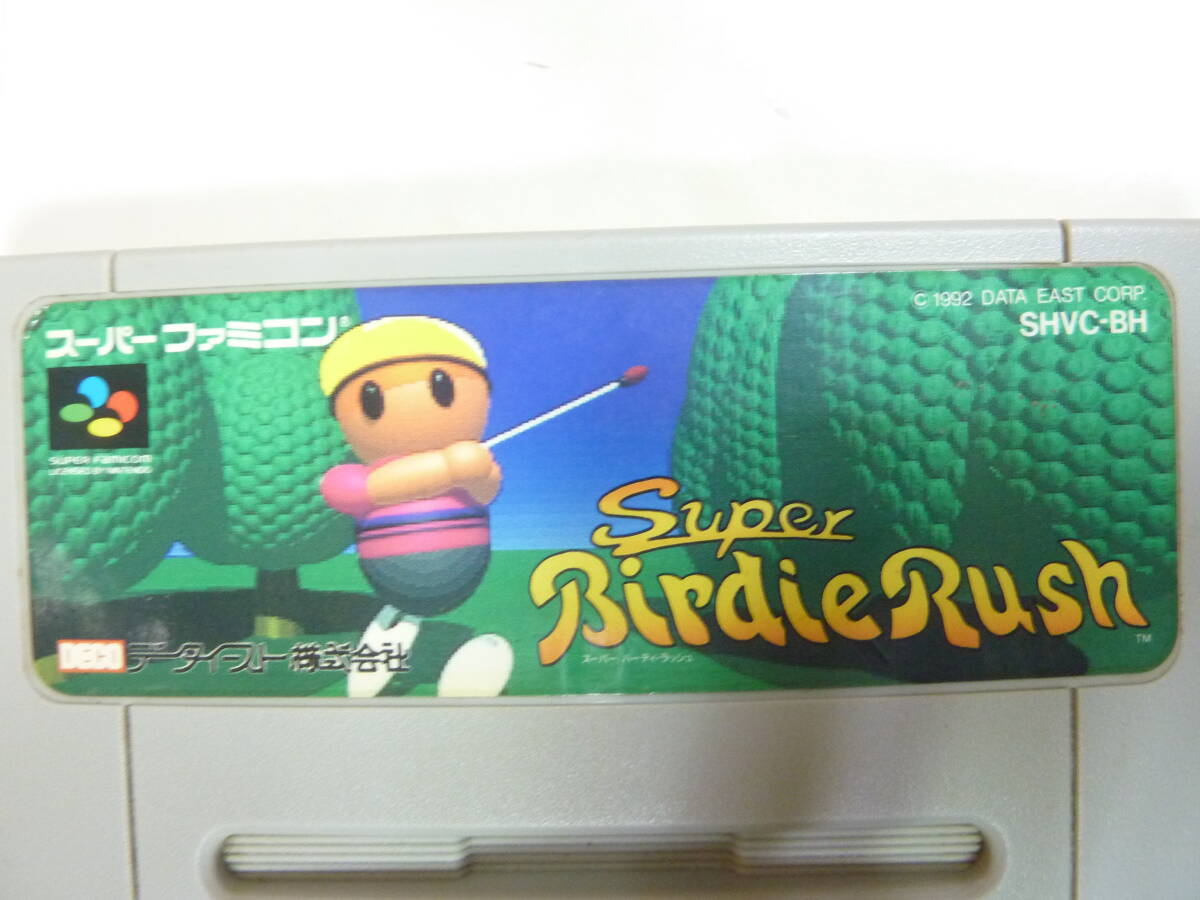 スーパーファミコン®
SUPER FAMICOM
LICENSED BY NINTENDO
© 1992 DATA EAST CORP.
SHVC-BH
Super
Birdie Rush
TM
スーパー バーディ・ラッシュ
DECO データイースト株式会社